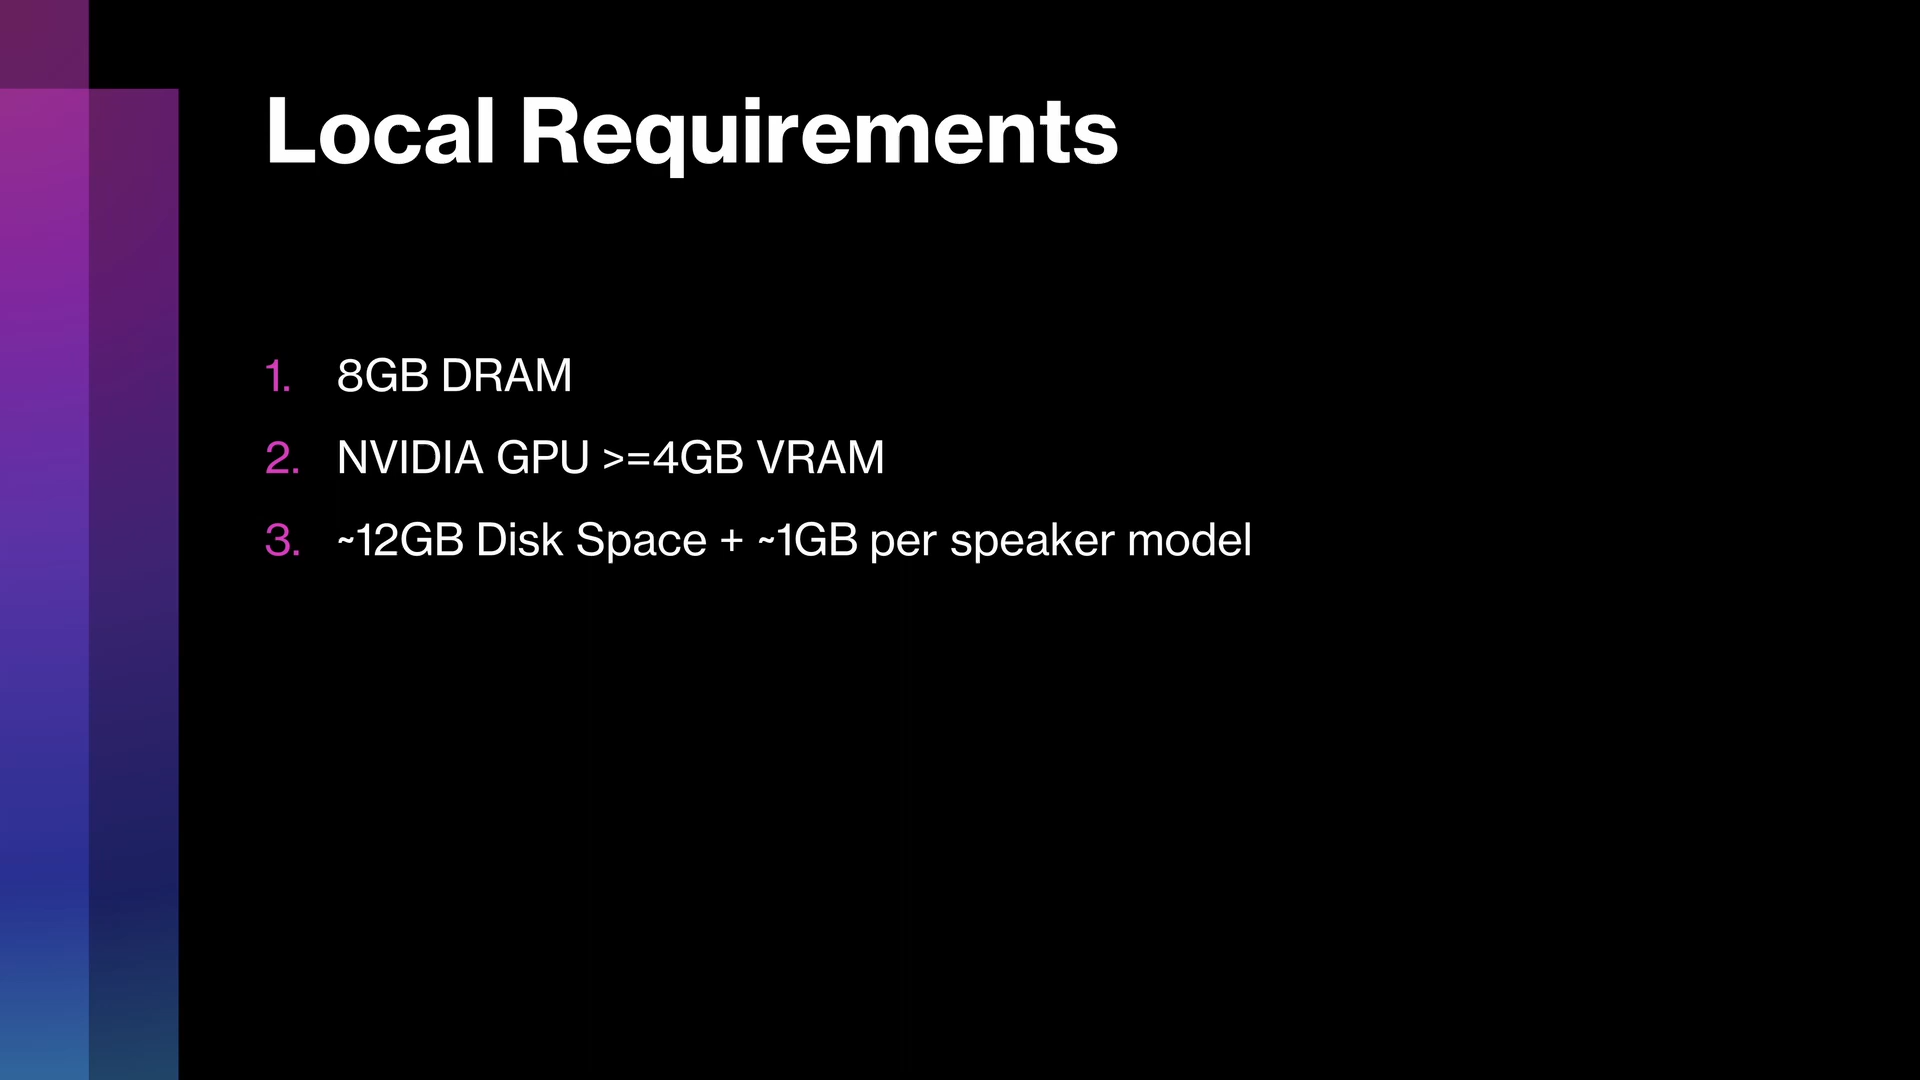 Local Requirements
1. 8GB DRAM
2. NVIDIA GPU >=4GB VRAM
3. ~12GB Disk Space + ~1GB per speaker model